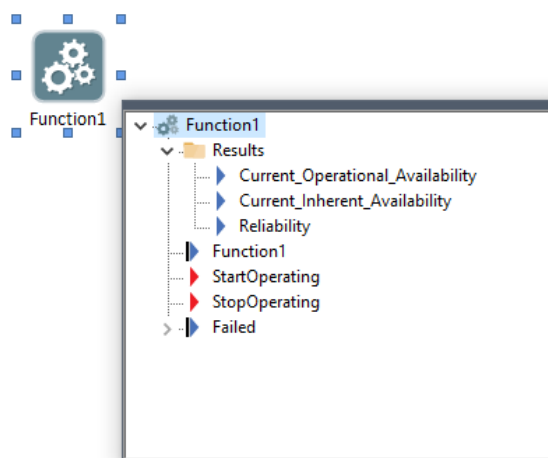 Function1
Function1
Results
Current_Operational_Availability
Current_Inherent_Availability
Reliability
Function1
StartOperating
StopOperating
Failed